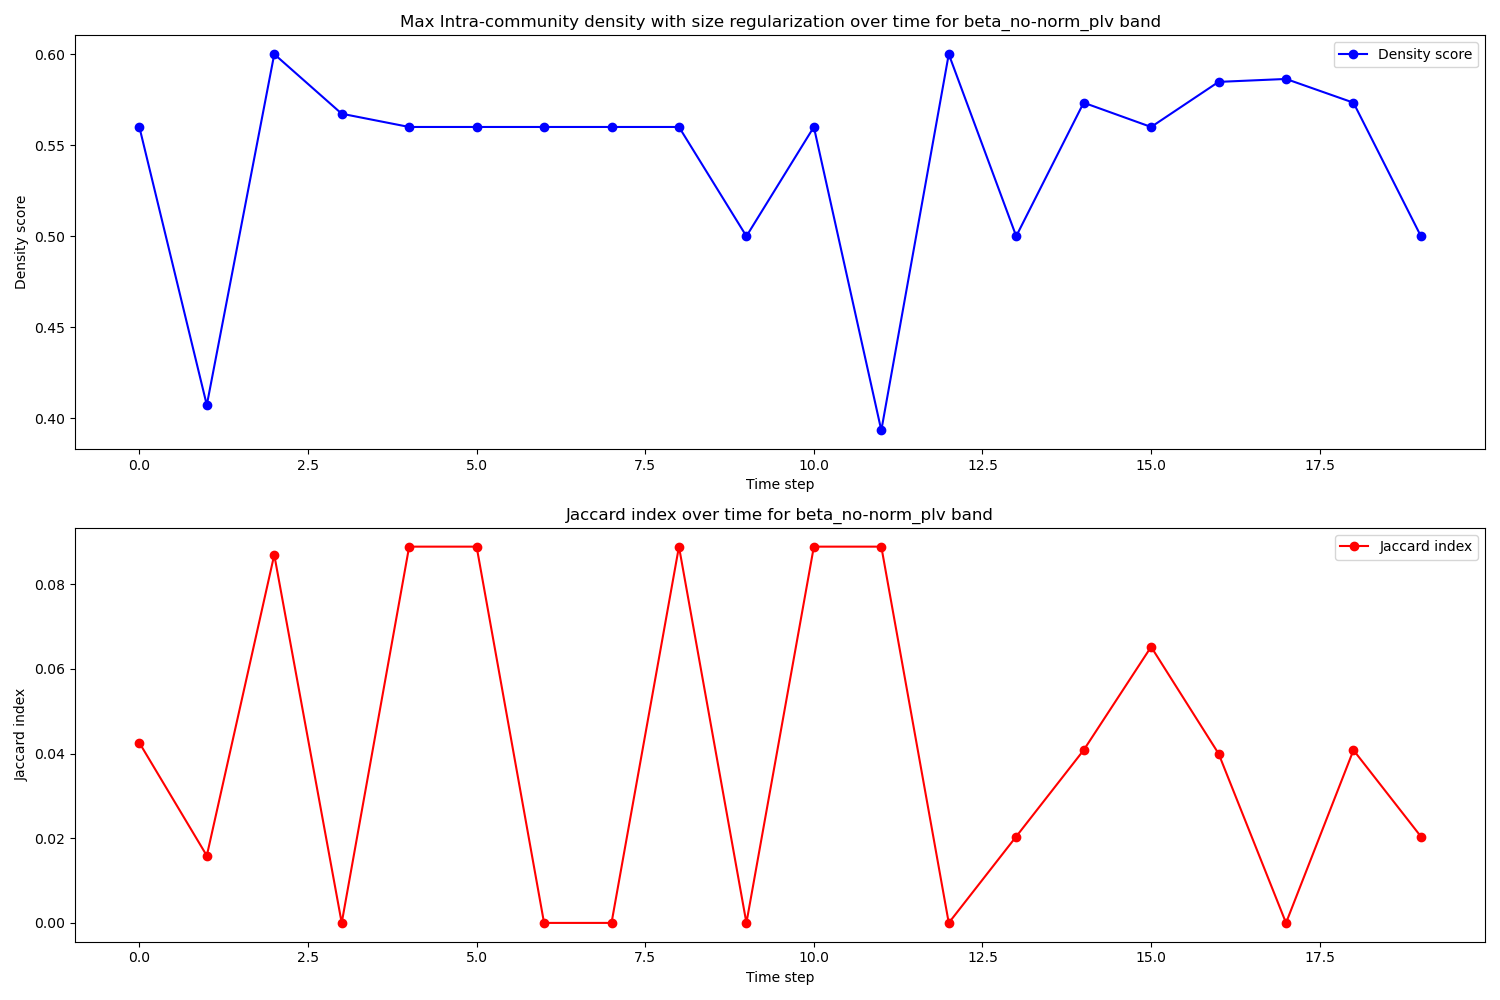 Max Intra-community density with size regularization over time for beta_no-norm_plv band
Density score
0.60
0.55
0.50
0.45
0.40
Density score
0.0 2.5 5.0 7.5 10.0 12.5 15.0 17.5
Time step
Jaccard index over time for beta_no-norm_plv band
Jaccard index
0.08
0.06
0.04
0.02
0.00
Jaccard index
0.0 2.5 5.0 7.5 10.0 12.5 15.0 17.5
Time step